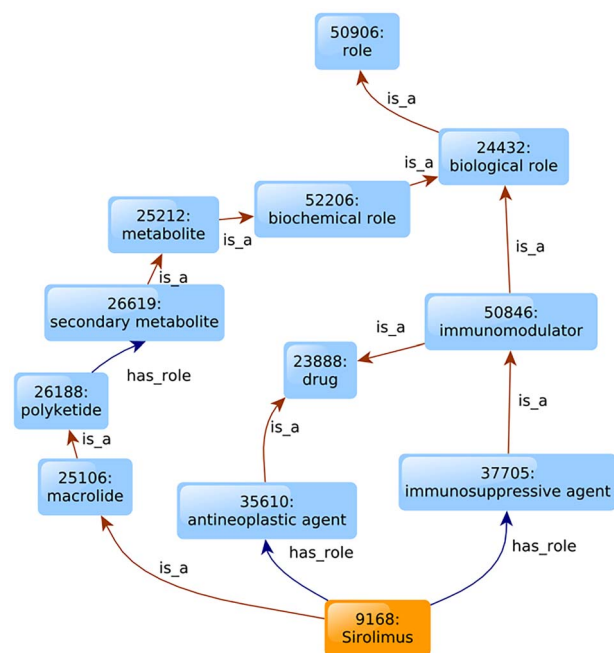 50906:
role
is_a
24432:
biological role
is_a
52206:
biochemical role
25212:
metabolite
is_a
is_a
26619:
secondary metabolite
50846:
immunomodulator
is_a
23888:
drug
has_role
26188:
polyketide
is_a
is_a
is_a
25106:
macrolide
37705:
immunosuppressive agent
35610:
antineoplastic agent
has_role
has_role
is_a
9168:
Sirolimus